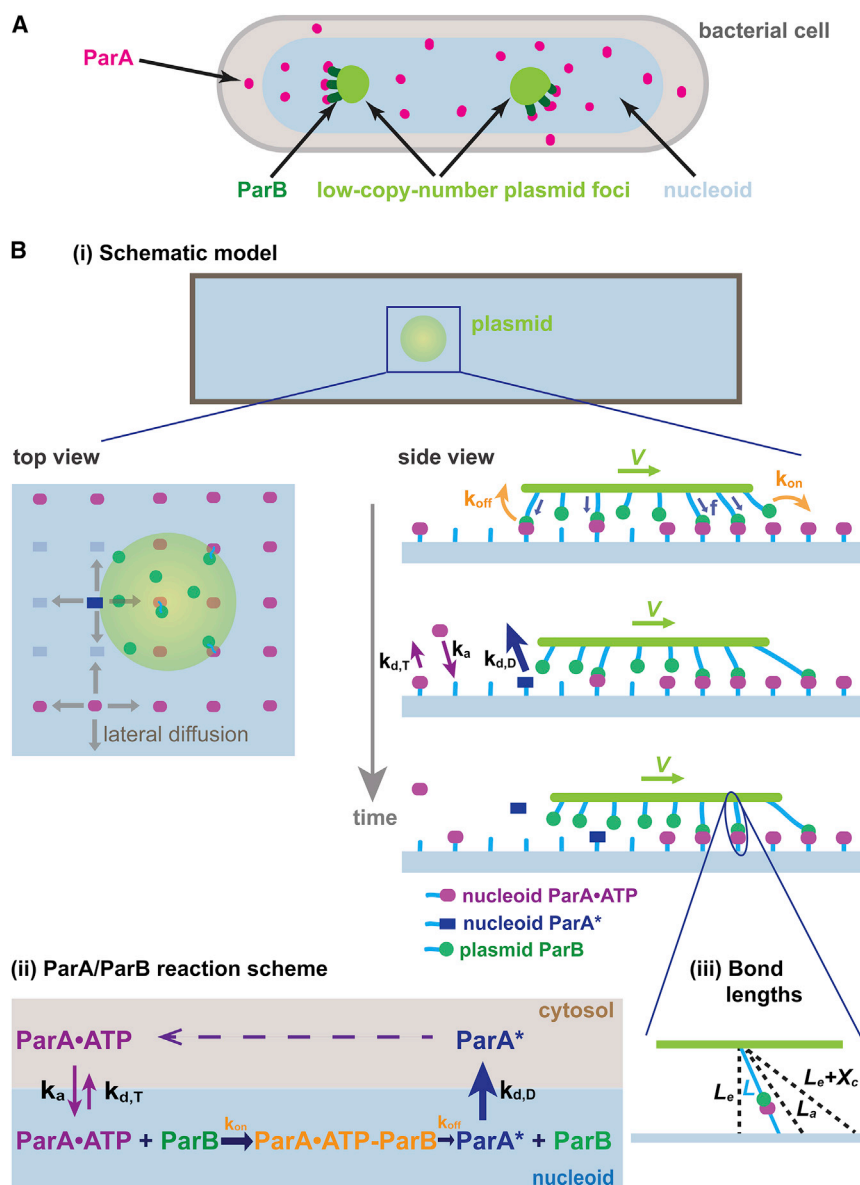 A
bacterial cell
ParA
ParB
low-copy-number plasmid foci
nucleoid
B
(i) Schematic model
plasmid
top view
lateral diffusion
side view
V
koff
f
kon
time
V
kd,T
ka
kd,D
V
nucleoid ParA•ATP
nucleoid ParA*
plasmid ParB
(ii) ParA/ParB reaction scheme
cytosol
ParA•ATP
ParA*
ka
kd,T
kd,D
ParA•ATP + ParB kon ParA•ATP-ParB koff ParA* + ParB
nucleoid
(iii) Bond
lengths
Le
L
La
Le+Xc